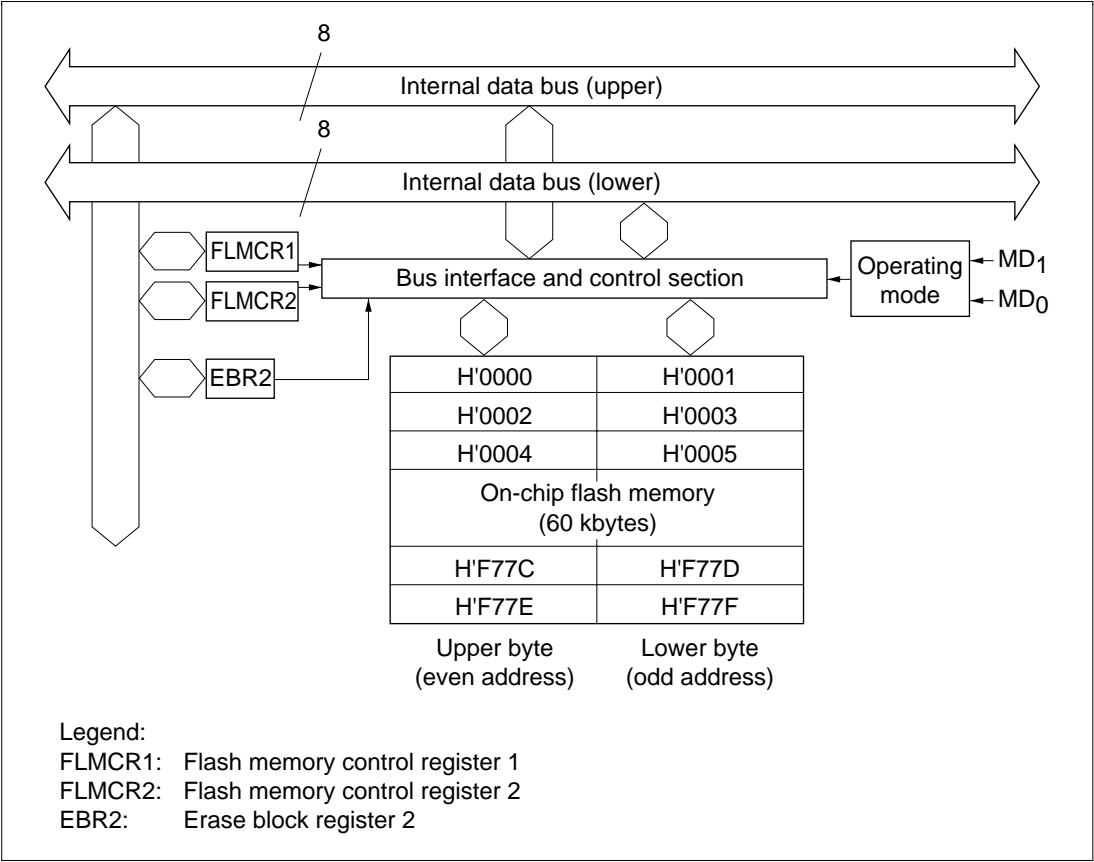 8
Internal data bus (upper)
8
Internal data bus (lower)
FLMCR1
Bus interface and control section
Operating
mode
MD1
MD0
FLMCR2
EBR2
H'0000 H'0001
H'0002 H'0003
H'0004 H'0005
On-chip flash memory
(60 kbytes)
H'F77C H'F77D
H'F77E H'F77F
Upper byte
(even address)
Lower byte
(odd address)
Legend:
FLMCR1: Flash memory control register 1
FLMCR2: Flash memory control register 2
EBR2: Erase block register 2